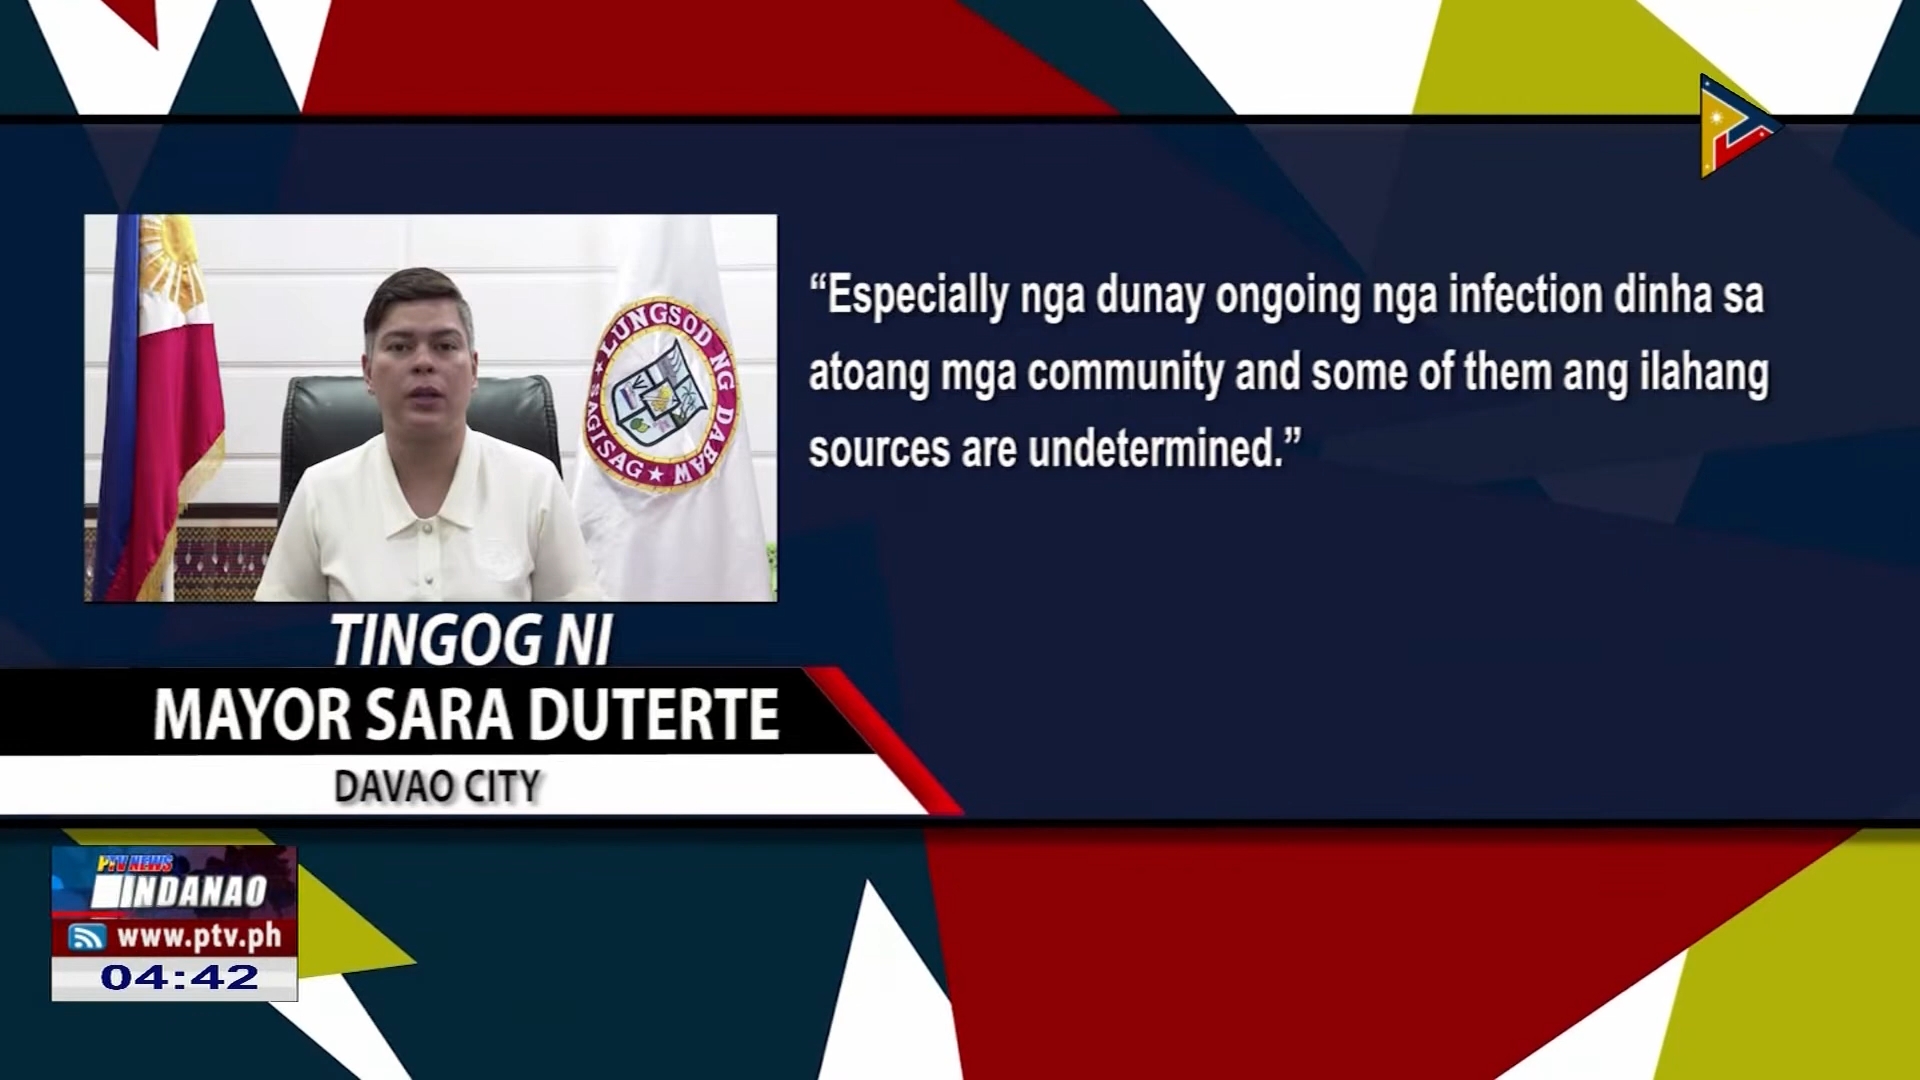 “Especially nga dunay ongoing nga infection dinha sa
atoang mga community and some of them ang ilahang
sources are undetermined.”
LUNGSOD NG DABAW
SAGISAG
TINGOG NI
MAYOR SARA DUTERTE
DAVAO CITY
PTV NEWS
MINDANAO
www.ptv.ph
04:42